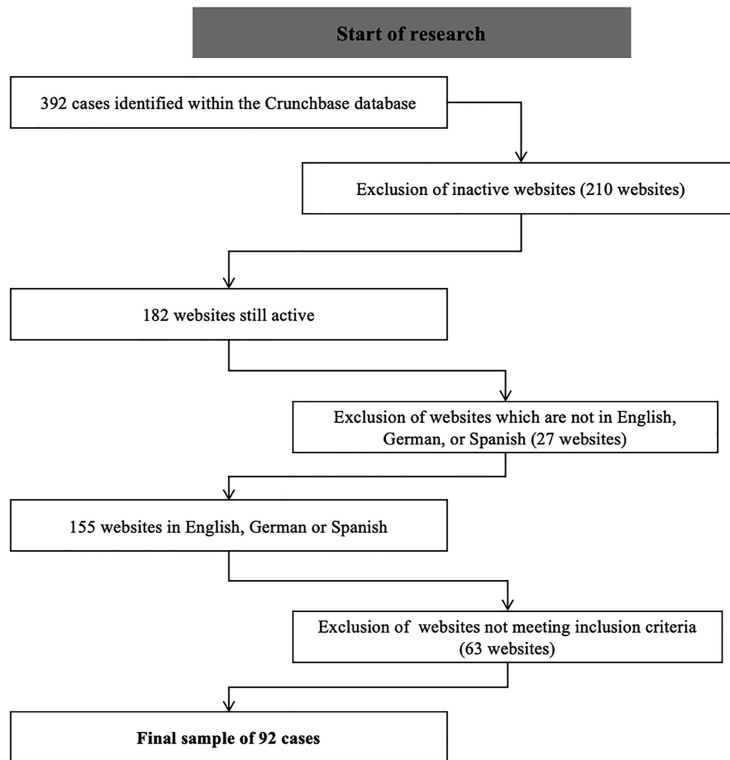 Start of research
392 cases identified within the Crunchbase database
Exclusion of inactive websites (210 websites)
182 websites still active
Exclusion of websites which are not in English,
German, or Spanish (27 websites)
155 websites in English, German or Spanish
Exclusion of websites not meeting inclusion criteria
(63 websites)
Final sample of 92 cases